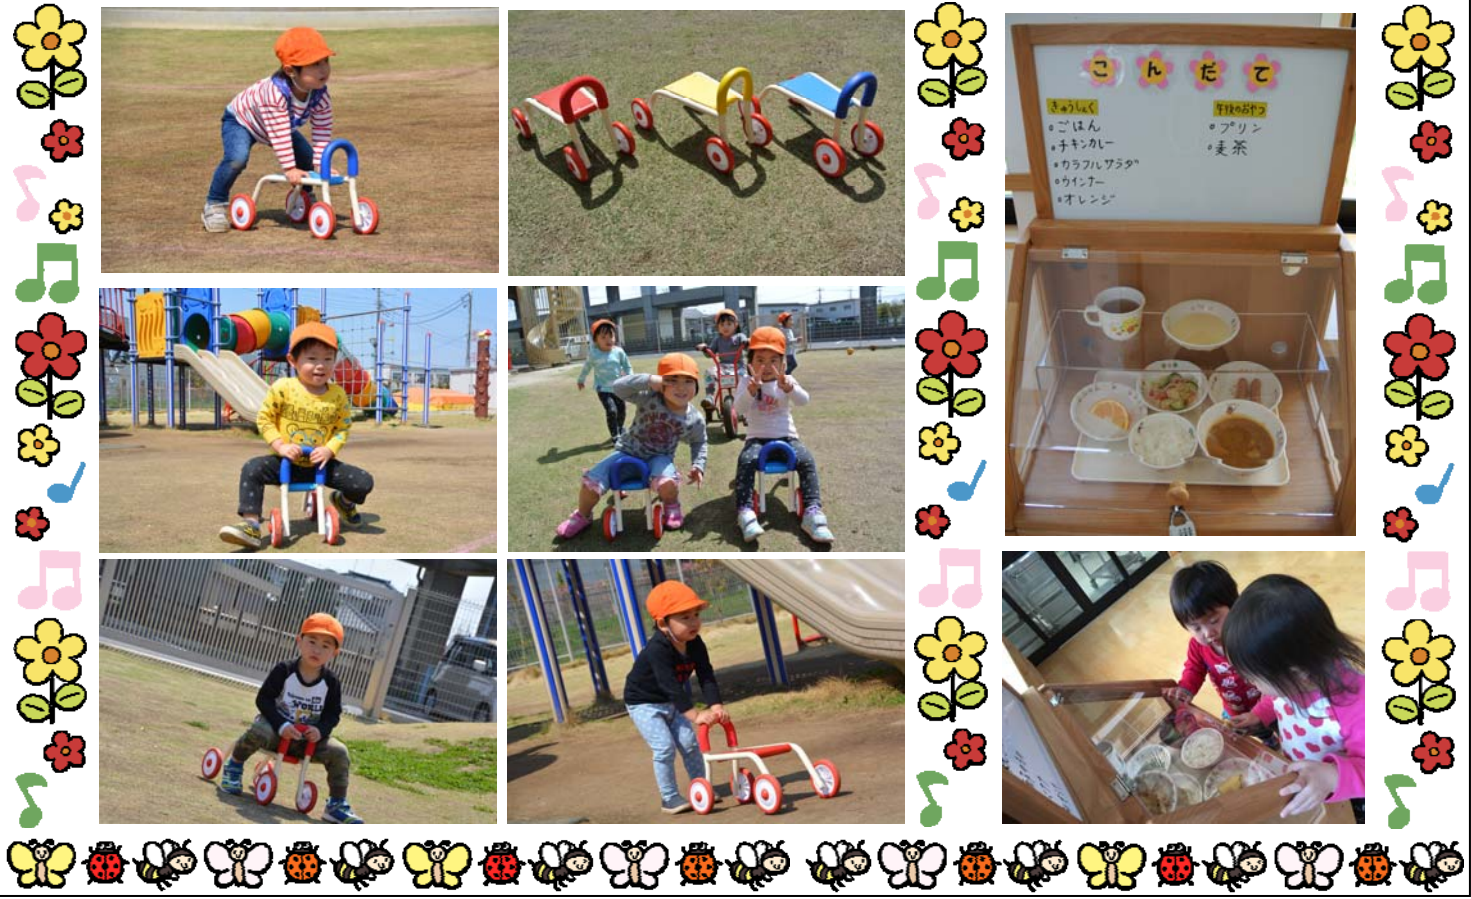 こんだて
きゅうしょく
・ごはん
・チキンカレー
・カラフルサラダ
・ウインナー
・オレンジ
午後のおやつ
・プリン
・麦茶